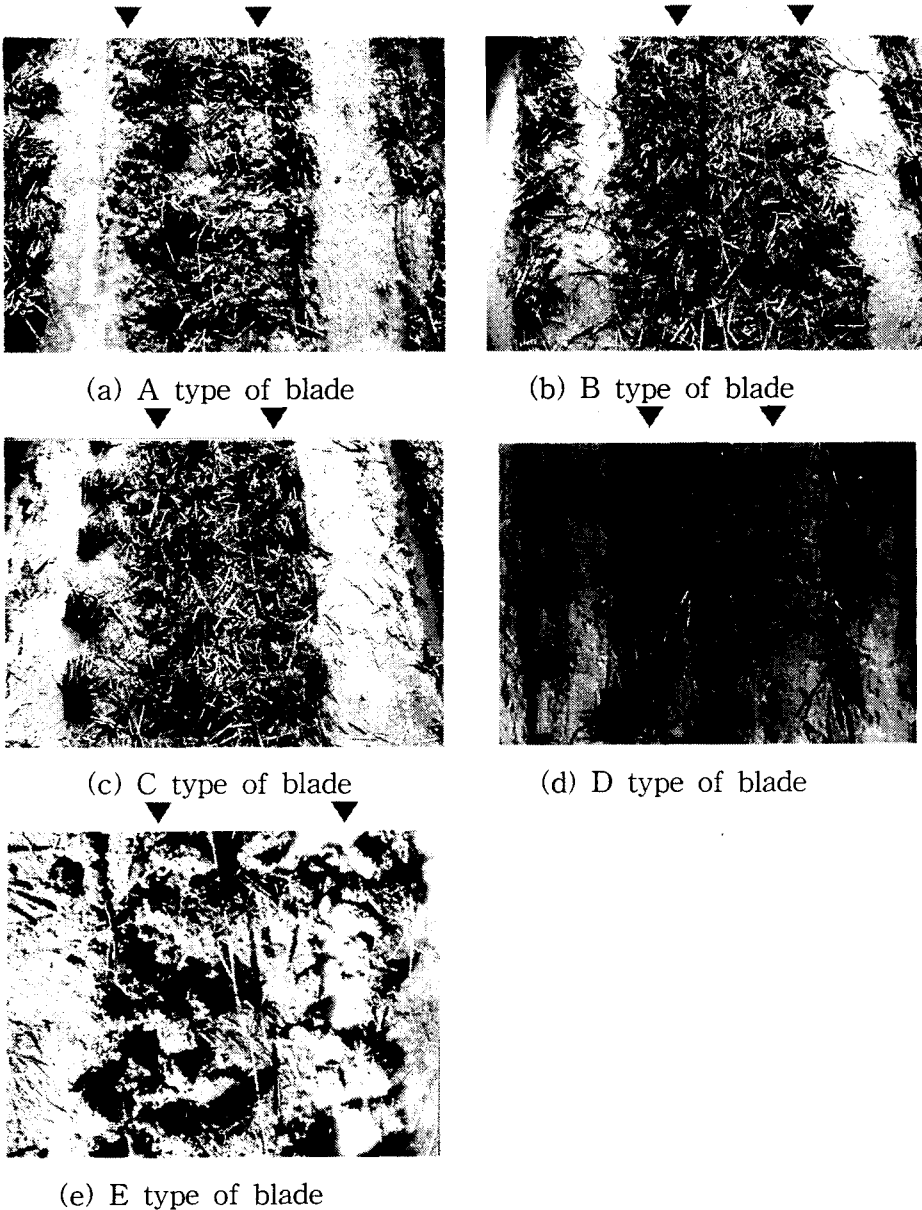 (a) A type of blade
(b) B type of blade
(c) C type of blade
(d) D type of blade
(e) E type of blade